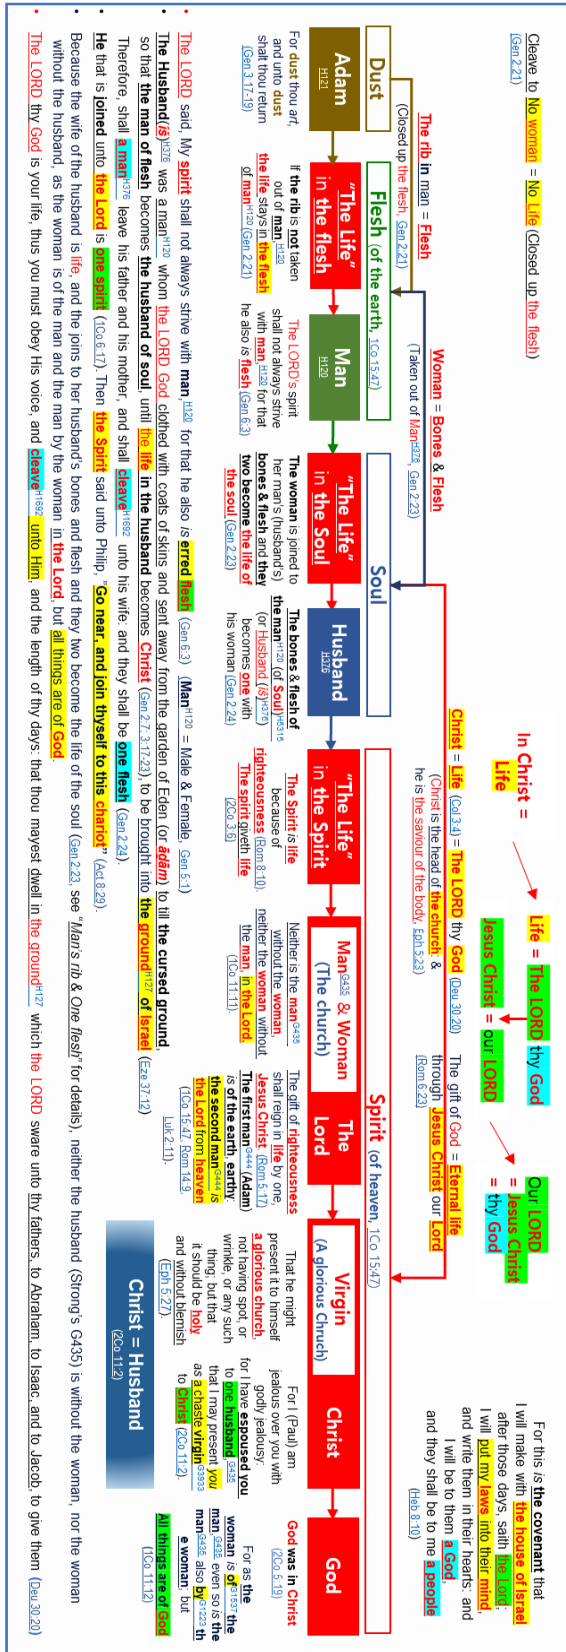 Cleave to No woman = No Life (Closed up the flesh)
(Gen 2:21)
The rib in man = Flesh
(Closed up the flesh, Gen 2:21)
Woman = Bones & Flesh
(Taken out of Man H376, Gen 2:23)
In Christ =
Life
Life = The LORD thy God
Jesus Christ = our LORD
Our LORD
= Jesus Christ
= thy God
Christ = Life (Col 3:4) = The LORD thy God (Deu 30:20)
(Christ is the head of the church: &
he is the saviour of the body, Eph 5:23)
The gift of God = Eternal life
through Jesus Christ our Lord
(Rom 6:23)
For this is the covenant that
I will make with the house of Israel
after those days, saith the Lord;
I will put my laws into their mind,
and write them in their hearts: and
I will be to them a God,
and they shall be to me a people
(Heb 8:10)
Dust
Flesh (of the earth, 1Co 15:47)
Soul
Spirit (of heaven, 1Co 15:47)
Adam
H121
"The Life"
in the flesh
Man
H120
"The Life"
in the Soul
Husband
H376
"The Life"
in the Spirit
Man G435 & Woman
(The church)
The
Lord
Virgin
(A glorious Chruch)
Christ
God
For dust thou art,
and unto dust
shalt thou return
(Gen 3:17-19)
If the rib is not taken
out of man, H120
the life stays in the flesh
of man H120 (Gen 2:21)
The LORD's spirit
shall not always strive
with man, H120 for that
he also is flesh (Gen 6:3)
The woman is joined to
her man's (husband's)
bones & flesh and they
two become the life of
the soul (Gen 2:23)
The bones & flesh of
the man H120 (of Soul) H5315
(or Husband (iš) H376)
becomes one with
his woman (Gen 2:24)
The Spirit is life
because of
righteousness (Rom 8:10).
The spirit giveth life
(2Co 3:6)
Neither is the man G435
without the woman,
neither the woman without
the man, in the Lord.
(1Co 11:11).
The gift of righteousness
shall reign in life by one,
Jesus Christ (Rom 5:17)
The first man G444 (Adam)
is of the earth, earthy:
the second man G444 is
the Lord from heaven
(1Co 15:47, Rom 14:9,
Luk 2:11).
That he might
present it to himself
a glorious church,
not having spot, or
wrinkle, or any such
thing; but that
it should be holy
and without blemish
(Eph 5:27).
For I (Paul) am
jealous over you with
godly jealousy:
for I have espoused you
to one husband, G435
that I may present you
as a chaste virgin G3933
to Christ (2Co 11:2).
God was in Christ
(2Co 5:19)
For as the
woman is of G1537 the
man, G435 even so is the
man G435 also by G1223 th
e woman; but
All things are of God
(1Co 11:12)
Christ = Husband
(2Co 11:2)
• The LORD said, My spirit shall not always strive with man, H120 for that he also is erred flesh (Gen 6:3) (Man H120 = Male & Female, Gen 5:1)
• The Husband(iš) H376 was a man H120 whom the LORD God clothed with coats of skins and sent away from the garden of Eden (or ādām) to till the cursed ground,
so that the man of flesh becomes the husband of soul, until the life in the husband becomes Christ (Gen 2:7; 3:17-23), to be brought into the ground H127 of Israel (Eze 37:12)
Therefore, shall a man H376 leave his father and his mother, and shall cleave H1692 unto his wife: and they shall be one flesh (Gen 2:24).
• He that is joined unto the Lord is one spirit (1Co 6:17). Then the Spirit said unto Philip, "Go near, and join thyself to this chariot" (Act 8:29).
• Because the wife of the husband is life, and the joins to her husband's bones and flesh and they two become the life of the soul (Gen 2:23, see "Man's rib & One flesh" for details), neither the husband (Strong's G435) is without the woman, nor the woman
without the husband, as the woman is of the man and the man by the woman in the Lord, but all things are of God.
• The LORD thy God is your life, thus you must obey His voice, and cleave H1692 unto Him, and the length of thy days: that thou mayest dwell in the ground H127 which the LORD sware unto thy fathers, to Abraham, to Isaac, and to Jacob, to give them (Deu 30:20)